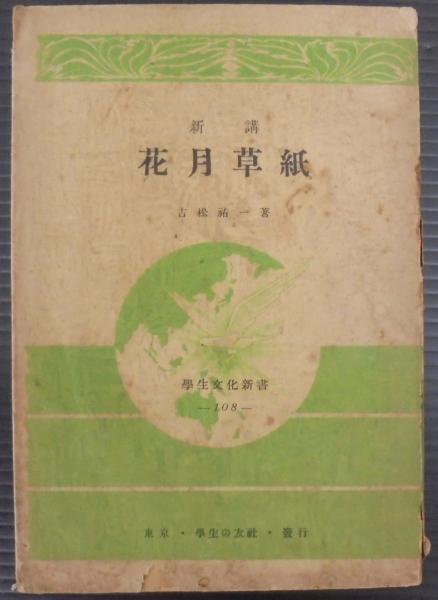 新講
花月草紙
吉松祐一著
學生文化新書
—108—
東京・學生の友社・發行